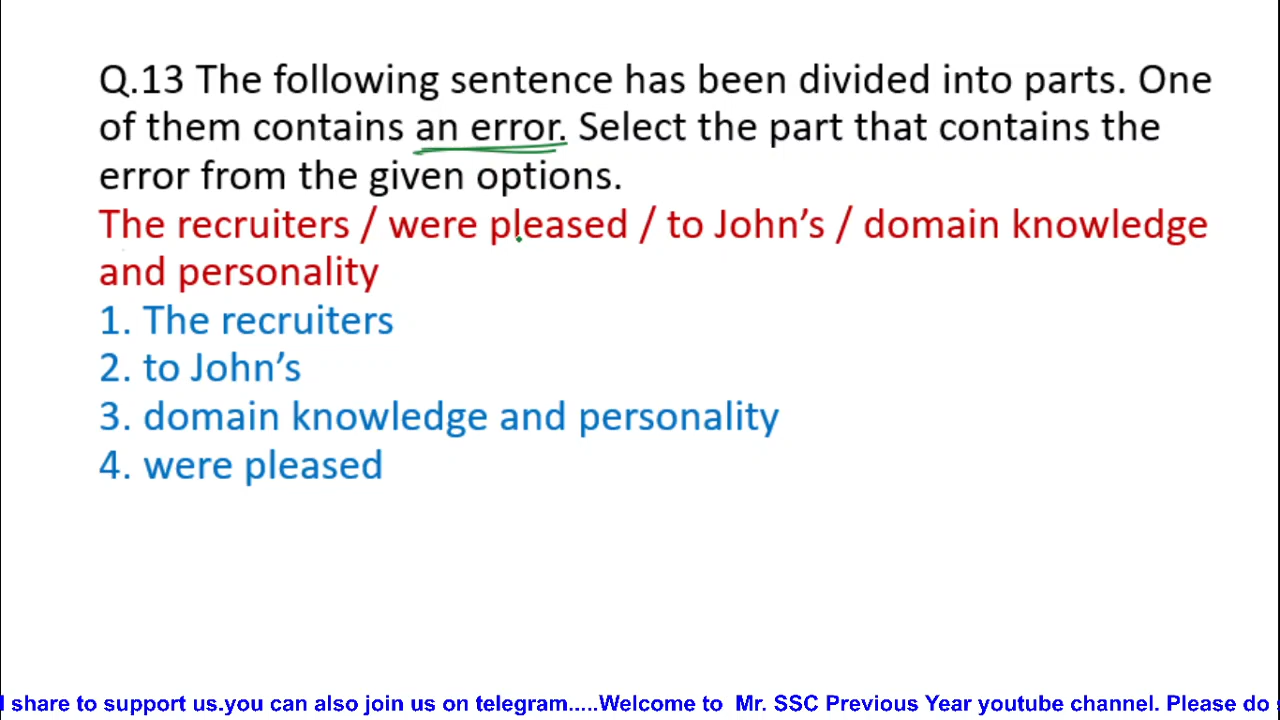 Q.13 The following sentence has been divided into parts. One
of them contains an error. Select the part that contains the
error from the given options.
The recruiters / were pleased / to John’s / domain knowledge
and personality
1. The recruiters
2. to John’s
3. domain knowledge and personality
4. were pleased
share to support us.you can also join us on telegram.....Welcome to Mr. SSC Previous Year youtube channel. Please do